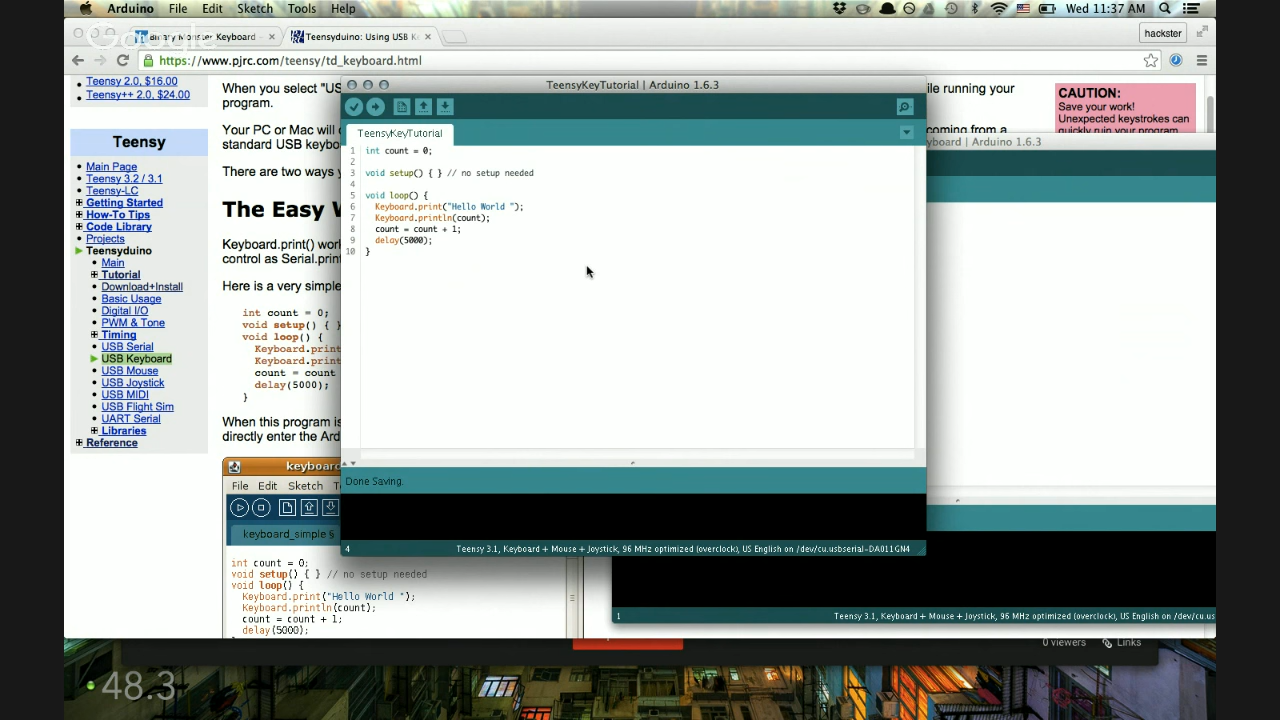 Arduino File Edit Sketch Tools Help
Wed 11:37 AM
Google
Binary Monster Keyboard -
Teensyduino: Using USB K
hackster
https://www.pjrc.com/teensy/td_keyboard.html
Teensy 2.0, $16.00
Teensy++ 2.0, $24.00
Teensy
Main Page
Teensy 3.2 / 3.1
Teensy-LC
Getting Started
How-To Tips
Code Library
Projects
Teensyduino
Main
Tutorial
Download+Install
Basic Usage
Digital I/O
PWM & Tone
Timing
USB Serial
USB Keyboard
USB Mouse
USB Joystick
USB MIDI
USB Flight Sim
UART Serial
Libraries
Reference
When you select "US
ile running your
program.
Your PC or Mac will
coming from a
standard USB keybo
There are two ways
The Easy W
Keyboard.print() work
control as Serial.print
Here is a very simple
int count = 0;
void setup() { }
void loop() {
Keyboard.print
Keyboard.print
count = count
delay(5000);
}
When this program is
directly enter the Ard
CAUTION:
Save your work!
Unexpected keystrokes can
quickly ruin your program
yboard | Arduino 1.6.3
TeensyKeyTutorial | Arduino 1.6.3
TeensyKeyTutorial
1 int count = 0;
2
3 void setup() { } // no setup needed
4
5 void loop() {
6 Keyboard.print("Hello World ");
7 Keyboard.println(count);
8 count = count + 1;
9 delay(5000);
10 }
Done Saving.
4
Teensy 3.1, Keyboard + Mouse + Joystick, 96 MHz optimized (overclock), US English on /dev/cu.usbserial-DA011GN4
keyboard
File Edit Sketch T
keyboard_simple §
int count = 0;
void setup() { } // no setup needed
void loop() {
Keyboard.print("Hello World ");
Keyboard.println(count);
count = count + 1;
delay(5000);
1
Teensy 3.1, Keyboard + Mouse + Joystick, 96 MHz optimized (overclock), US English on /dev/cu.us
0 viewers Links
48.3